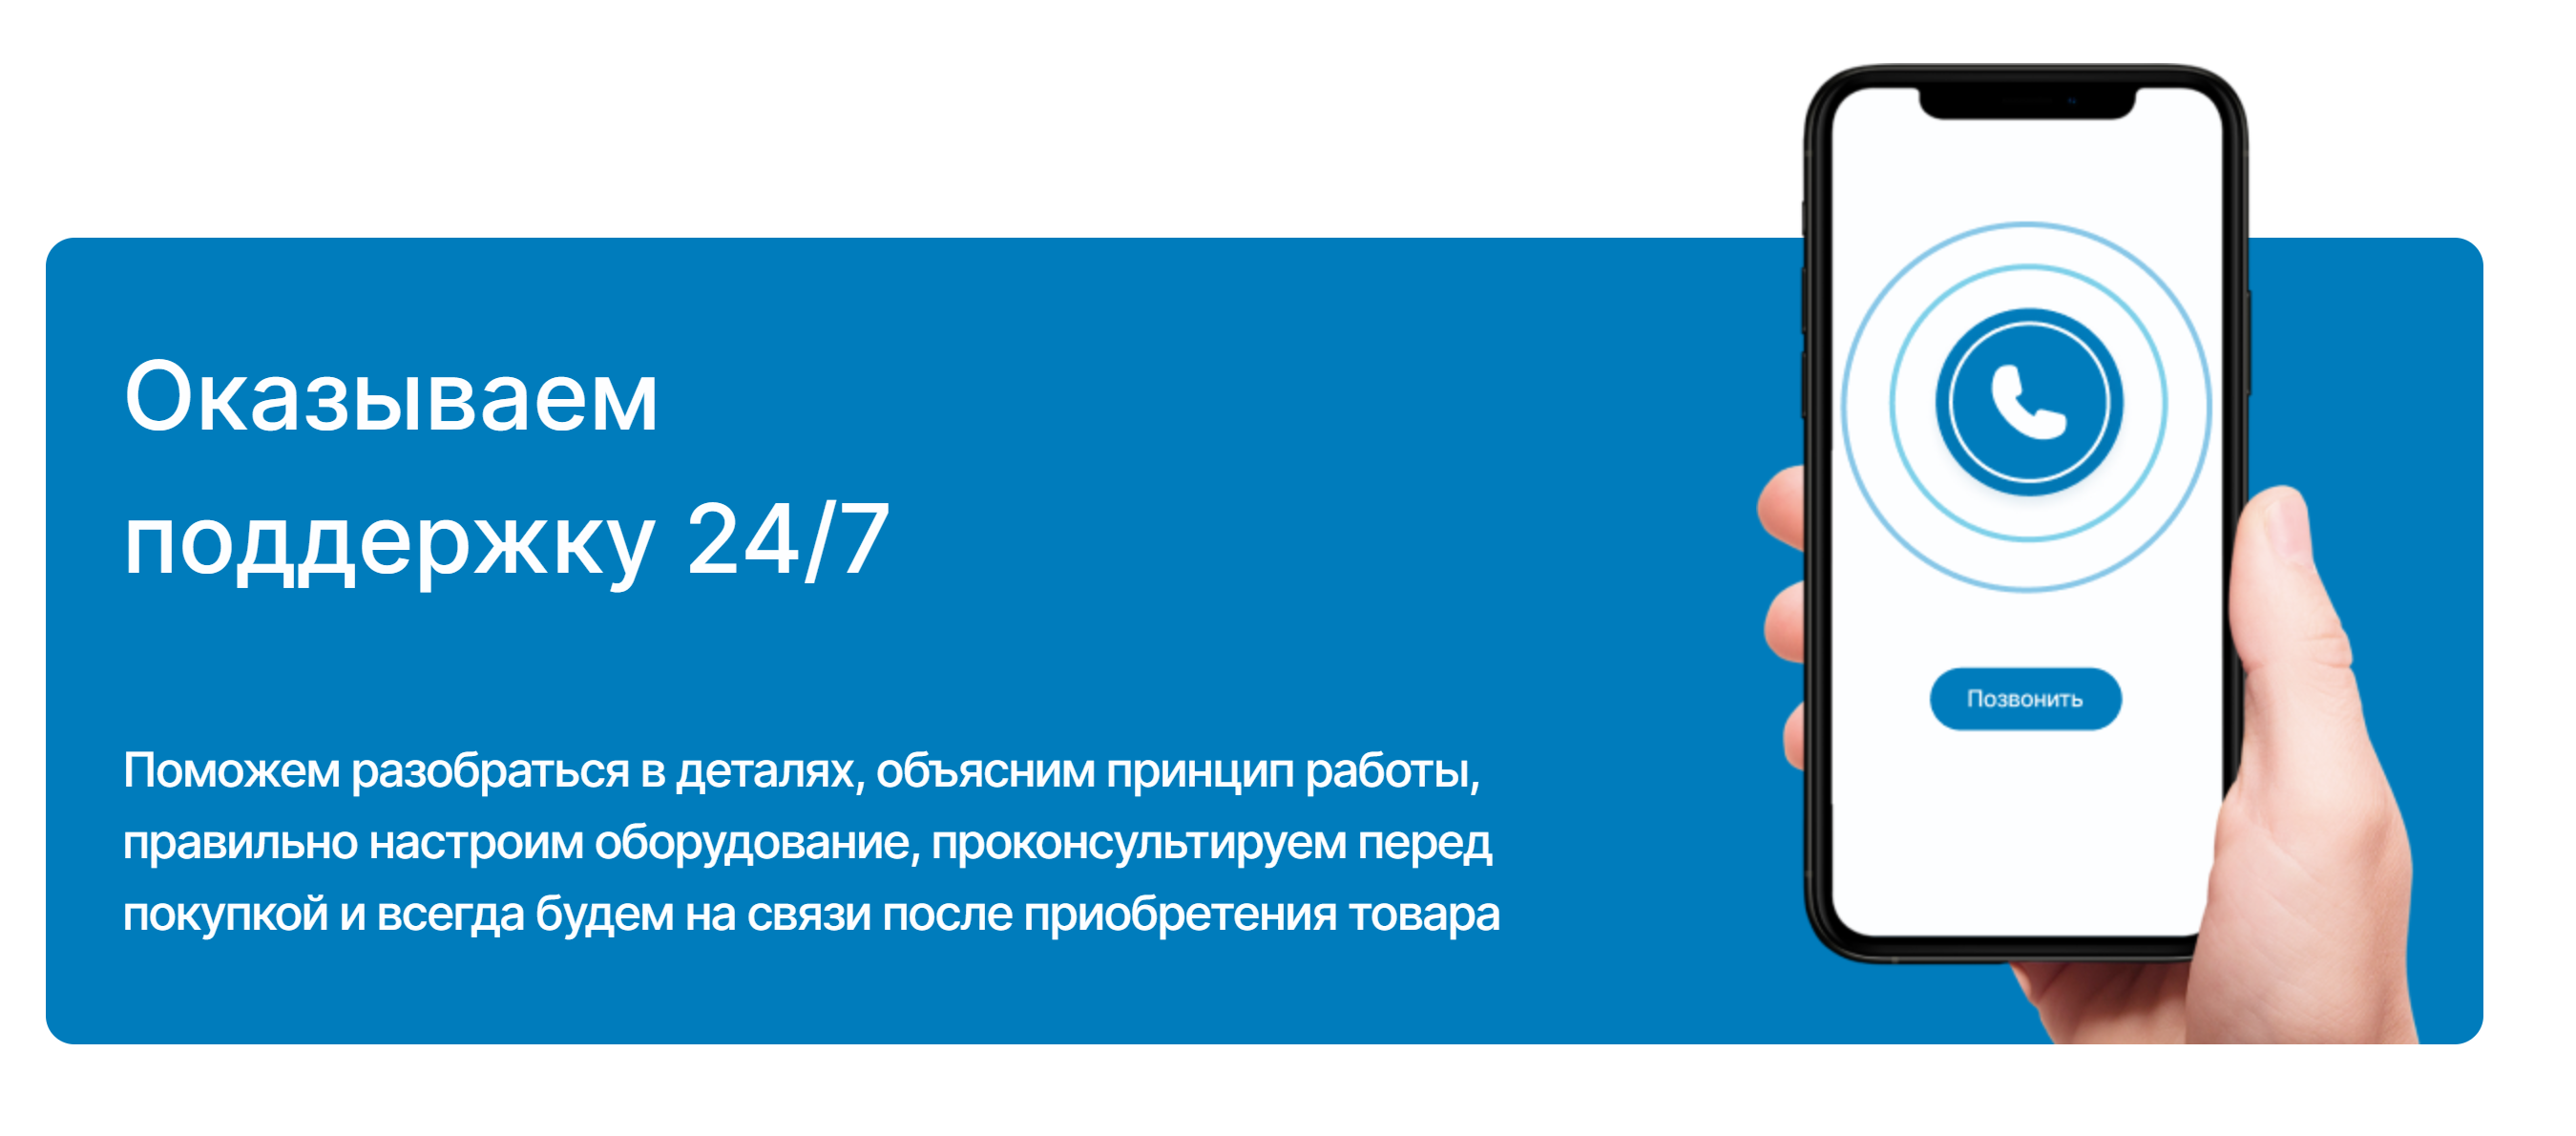 Оказываем
поддержку 24/7
Поможем разобраться в деталях, объясним принцип работы,
правильно настроим оборудование, проконсультируем перед
покупкой и всегда будем на связи после приобретения товара
Позвонить